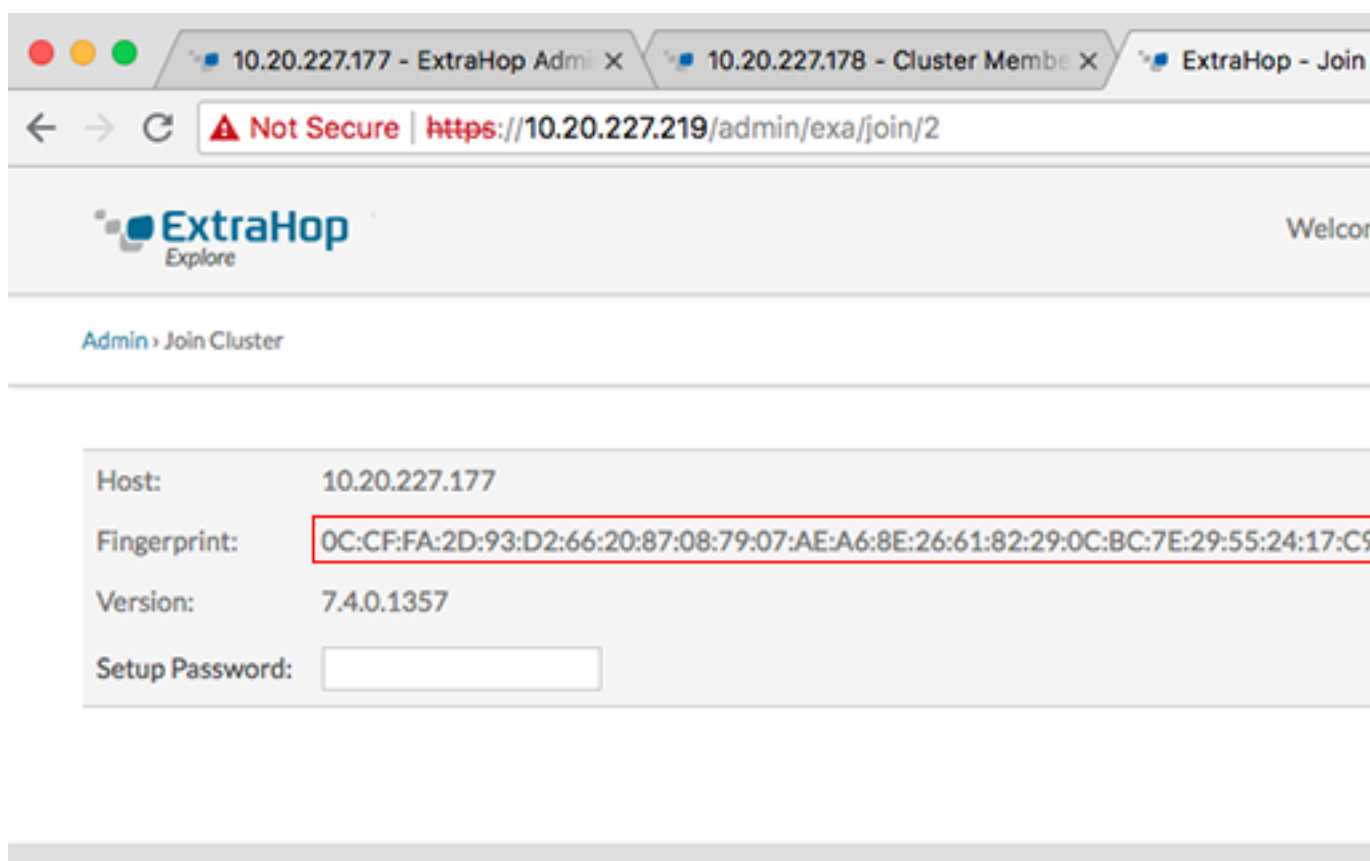 10.20.227.177 - ExtraHop Admi
10.20.227.178 - Cluster Membe
ExtraHop - Join
Not Secure | https://10.20.227.219/admin/exa/join/2
ExtraHop
Explore
Welcom
Admin › Join Cluster
Host: 10.20.227.177
Fingerprint: 0C:CF:FA:2D:93:D2:66:20:87:08:79:07:AE:A6:8E:26:61:82:29:0C:BC:7E:29:55:24:17:C9
Version: 7.4.0.1357
Setup Password: